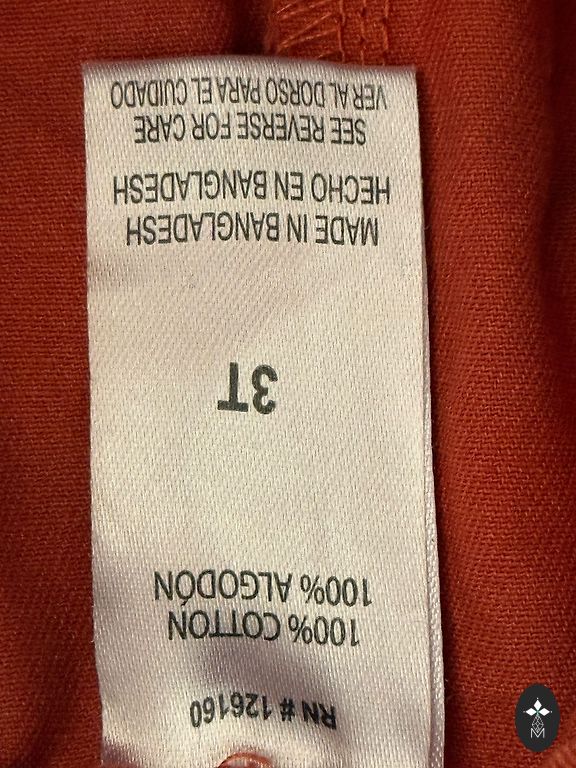 RN # 126160
100% COTTON
100% ALGODÓN
3T
MADE IN BANGLADESH
HECHO EN BANGLADESH
SEE REVERSE FOR CARE
VER AL DORSO PARA EL CUIDADO